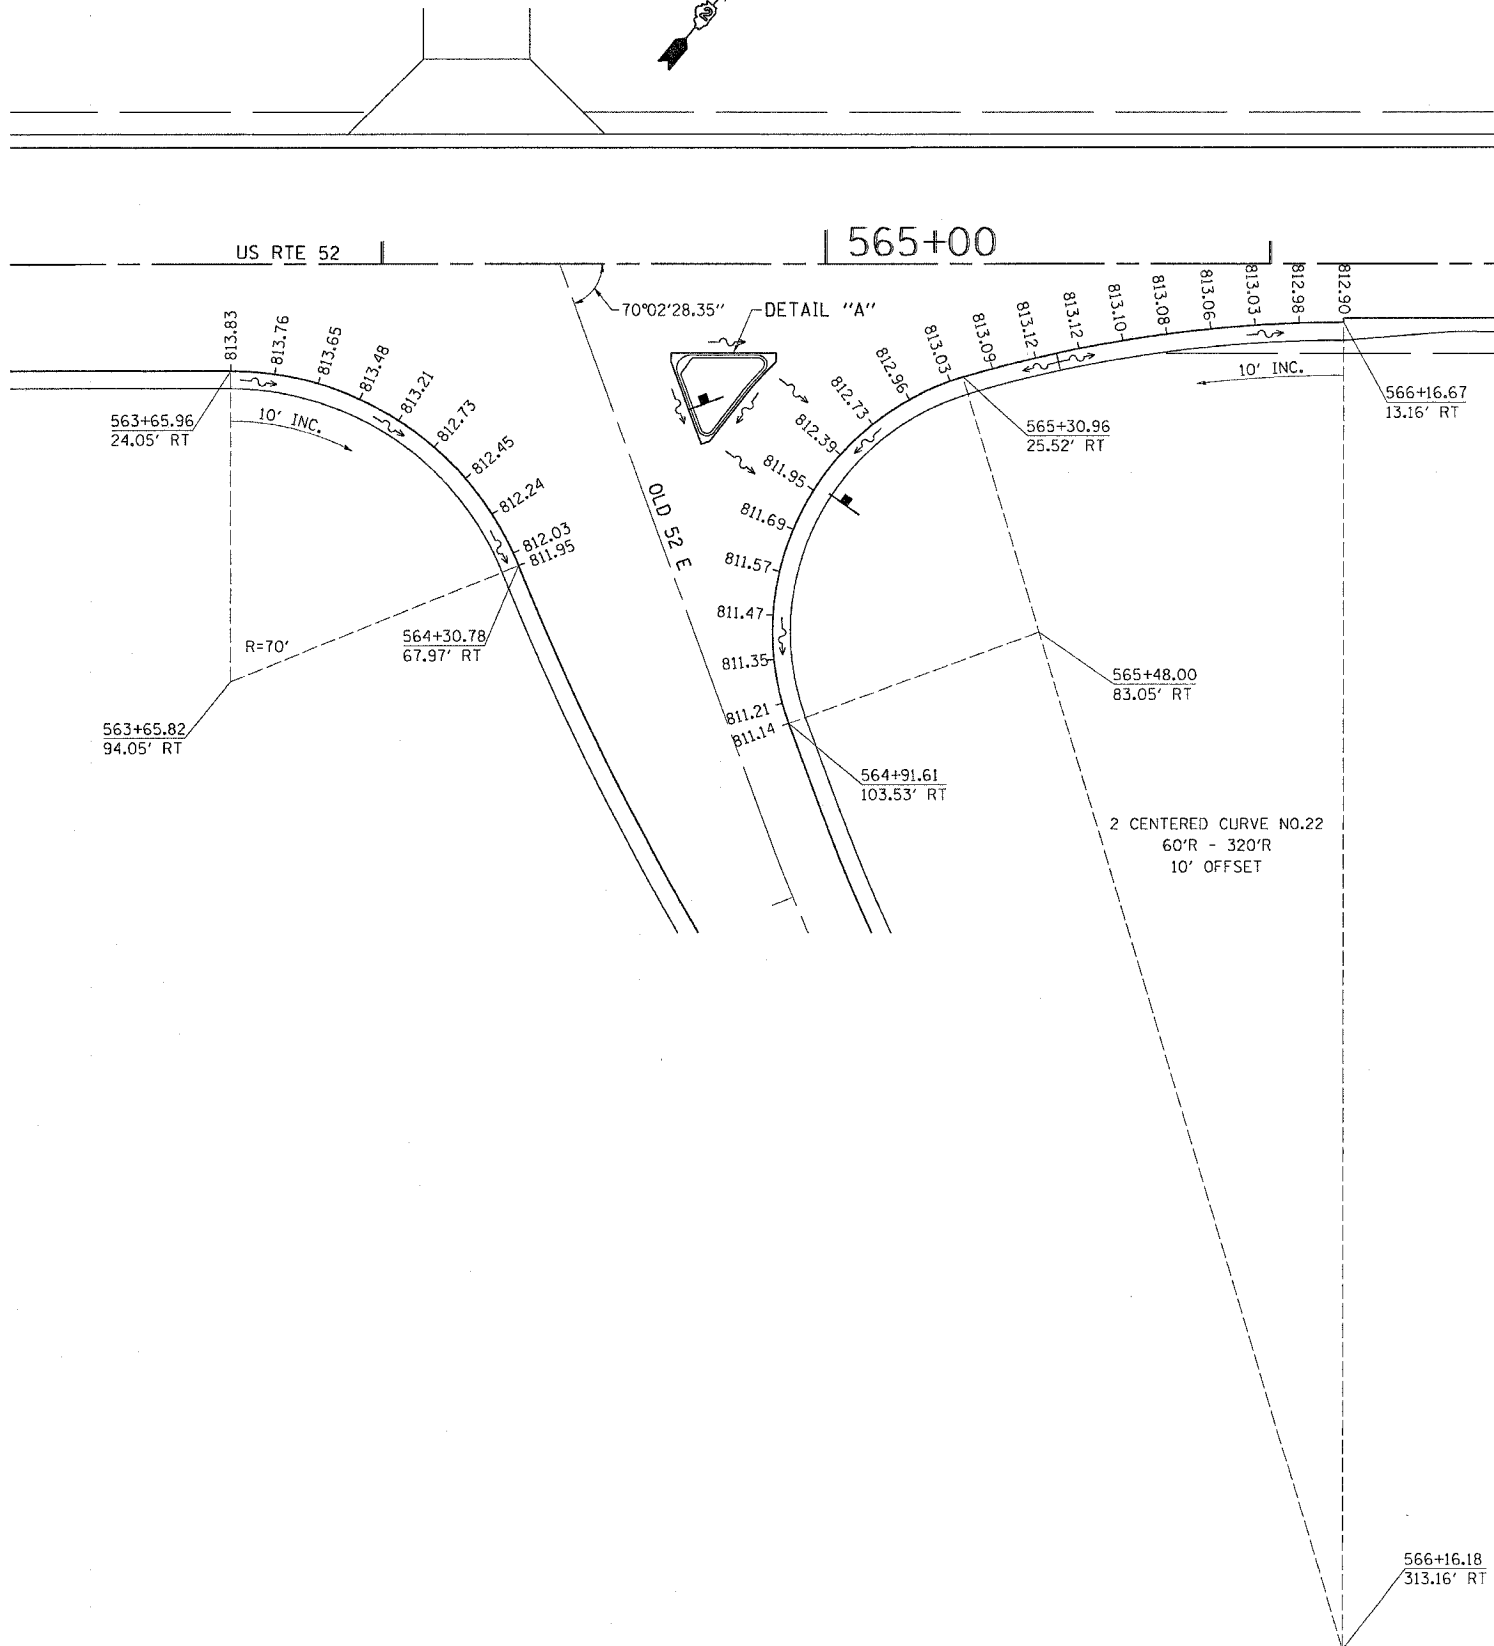 2
US RTE 52
565+00
70°02'28.35"
DETAIL "A"
813.83
813.76
813.65
813.48
813.21
812.73
812.45
812.24
812.03
811.95
10' INC.
563+65.96
24.05' RT
R=70'
564+30.78
67.97' RT
563+65.82
94.05' RT
OLD 52 E
812.90
812.98
813.03
813.06
813.08
813.10
813.12
813.12
813.09
813.03
812.96
812.73
812.39
811.95
811.69
811.57
811.47
811.35
811.21
811.14
10' INC.
566+16.67
13.16' RT
565+30.96
25.52' RT
565+48.00
83.05' RT
564+91.61
103.53' RT
2 CENTERED CURVE NO.22
60'R - 320'R
10' OFFSET
566+16.18
313.16' RT